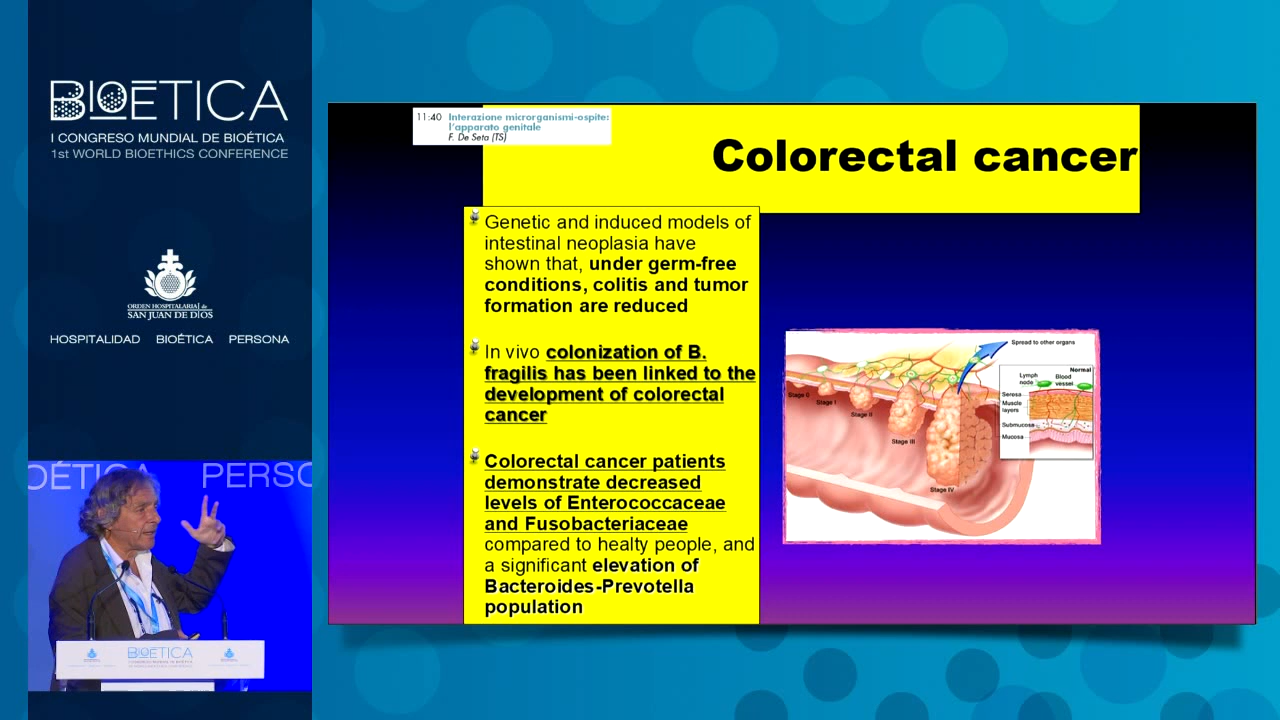 BIOĒTICA
I CONGRESO MUNDIAL DE BIOÉTICA
1st WORLD BIOETHICS CONFERENCE
ORDEN HOSPITALARIA de
SAN JUAN DE DIOS
HOSPITALIDAD BIOÉTICA PERSONA
OÉTICA PERSO
BIOĒTICA
11:40 Interazione microrganismi-ospite:
l'apparato genitale
F. De Seta (TS)
Colorectal cancer
Genetic and induced models of
intestinal neoplasia have
shown that, under germ-free
conditions, colitis and tumor
formation are reduced
In vivo colonization of B.
fragilis has been linked to the
development of colorectal
cancer
Colorectal cancer patients
demonstrate decreased
levels of Enterococcaceae
and Fusobacteriaceae
compared to healty people, and
a significant elevation of
Bacteroides-Prevotella
population
Spread to other organs
Stage 0
Stage I
Stage II
Stage III
Stage IV
Normal
Lymph
node
Blood
vessel
Serosa
Muscle
layers
Submucosa
Mucosa